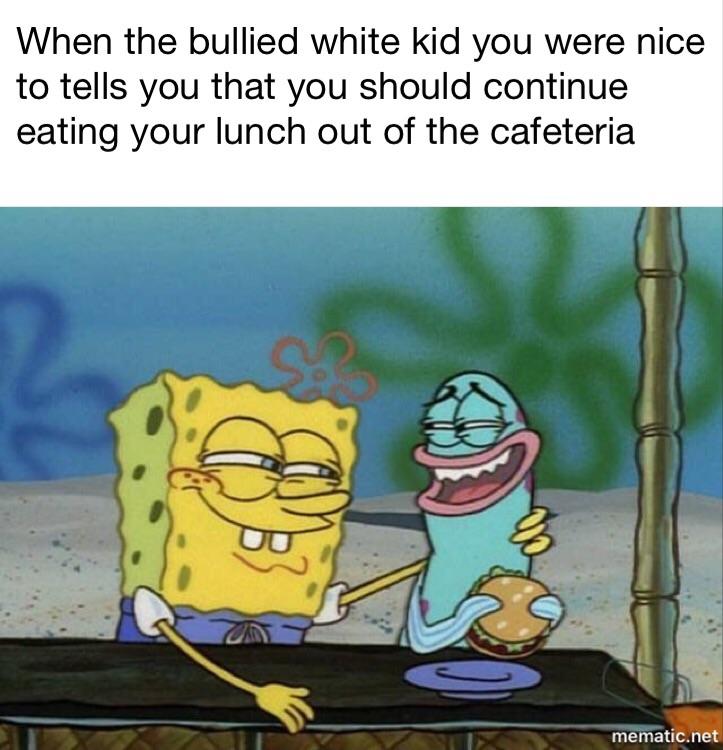 When the bullied white kid you were nice
to tells you that you should continue
eating your lunch out of the cafeteria
mematic.net